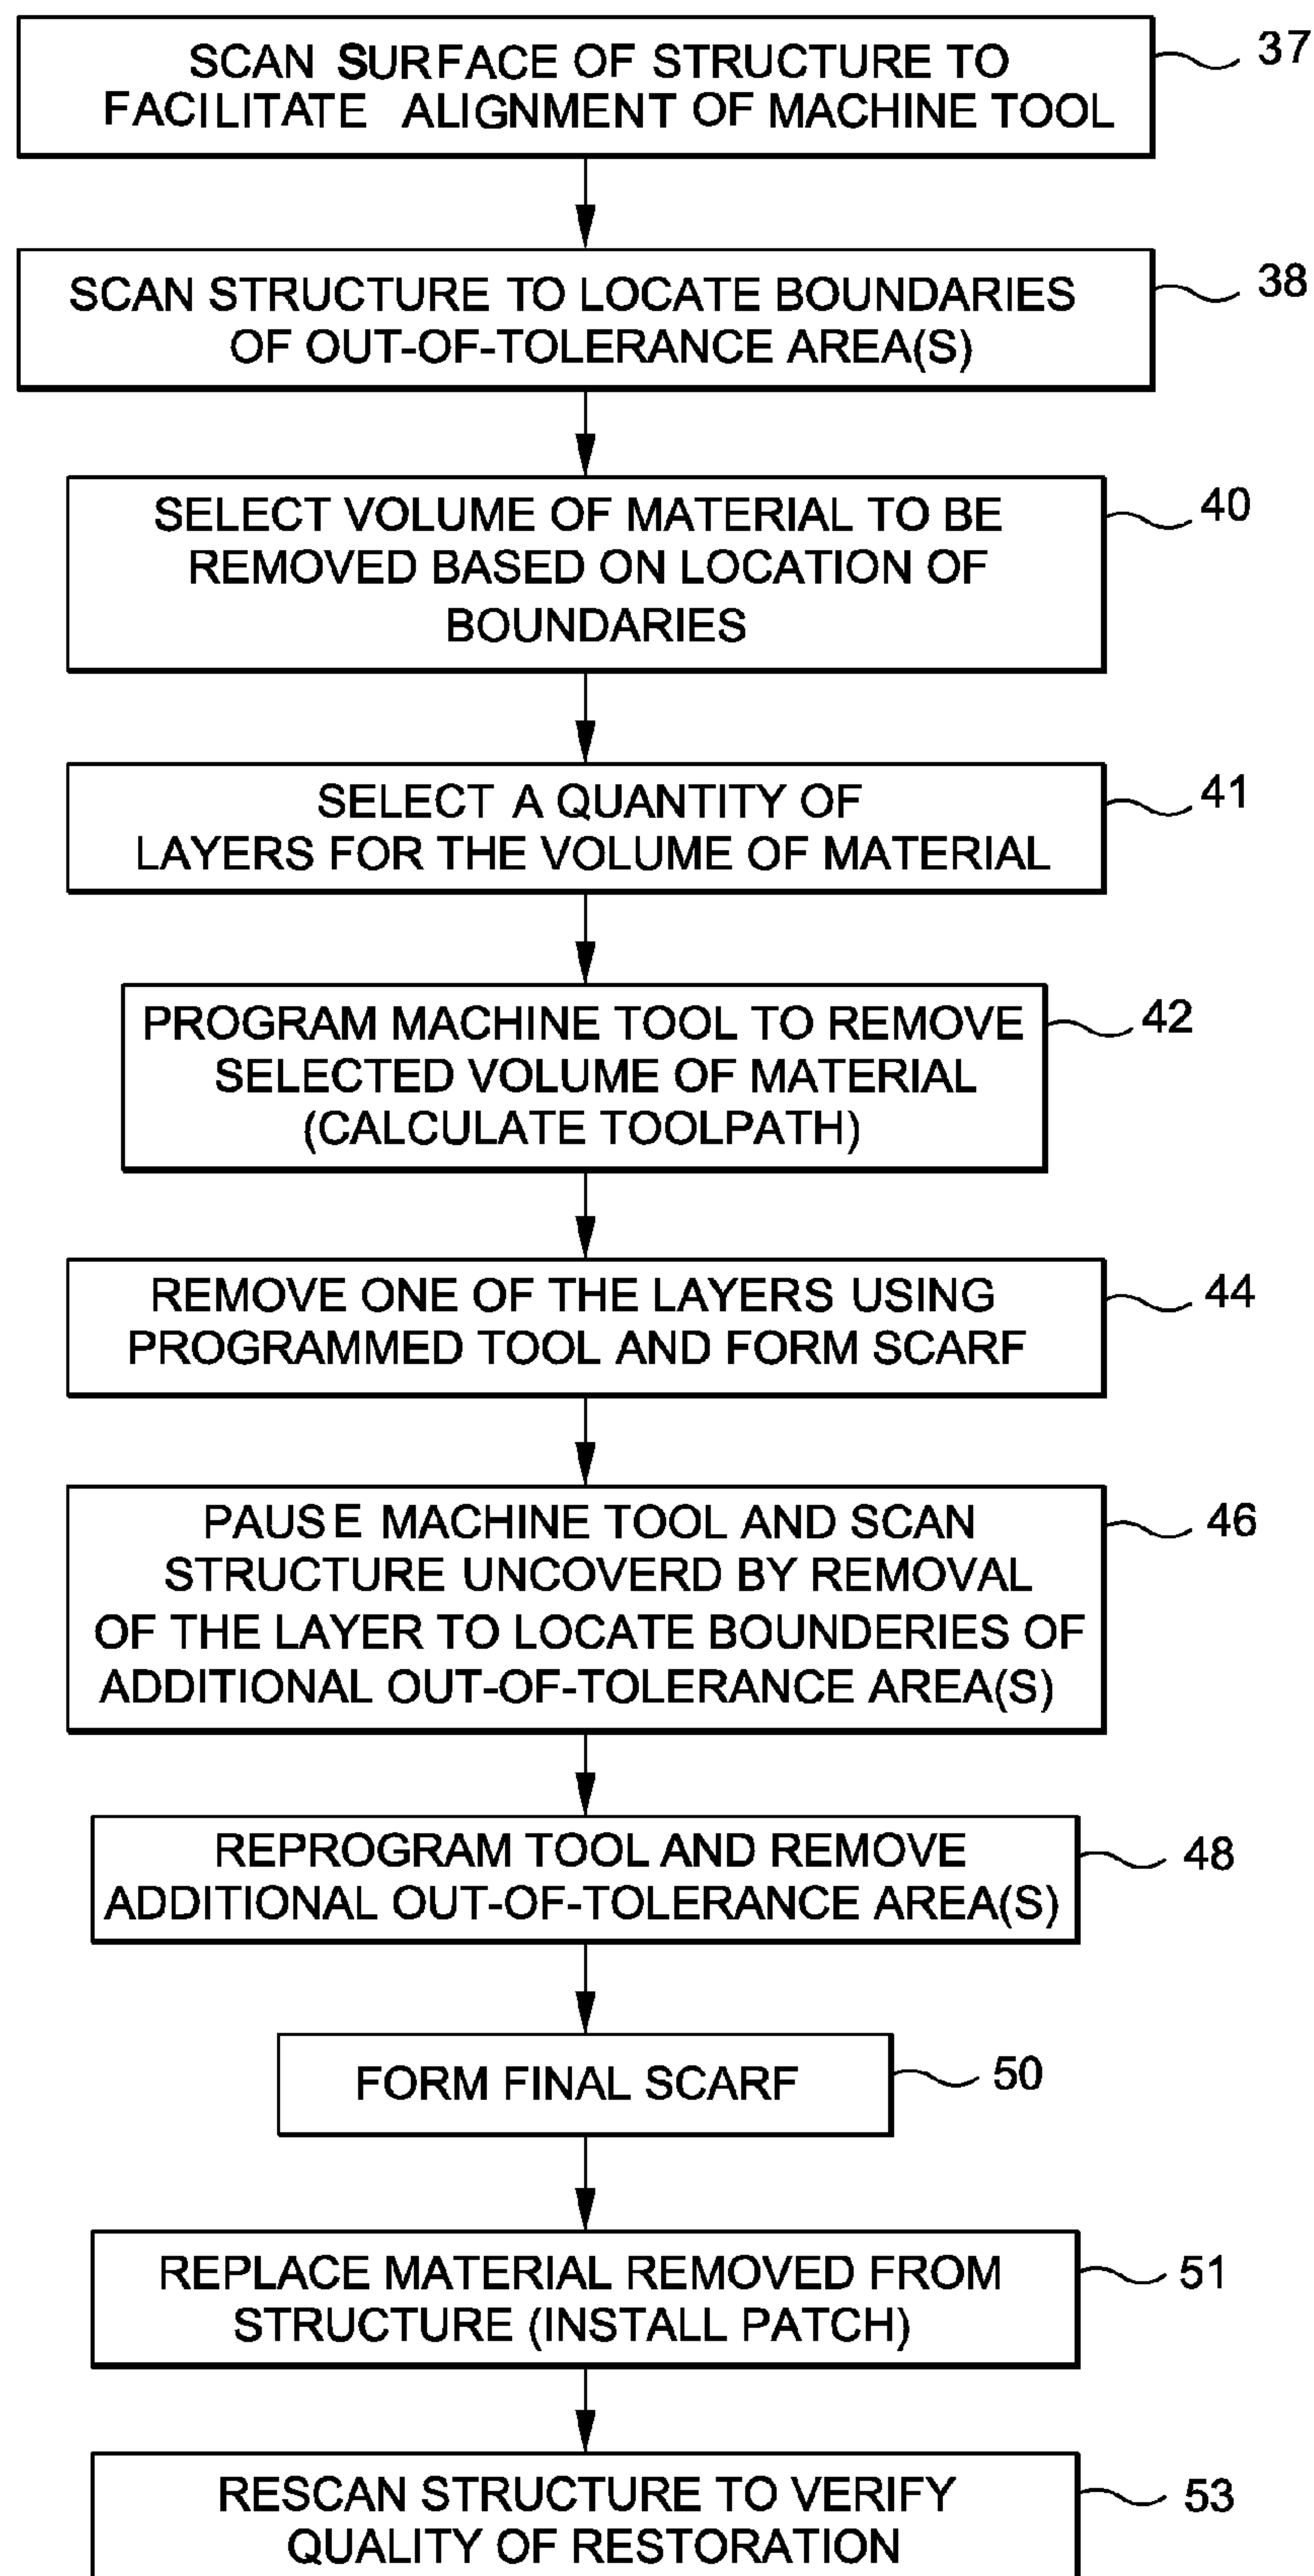 SCAN SURFACE OF STRUCTURE TO
FACILITATE ALIGNMENT OF MACHINE TOOL
37
SCAN STRUCTURE TO LOCATE BOUNDARIES
OF OUT-OF-TOLERANCE AREA(S)
38
SELECT VOLUME OF MATERIAL TO BE
REMOVED BASED ON LOCATION OF
BOUNDARIES
40
SELECT A QUANTITY OF
LAYERS FOR THE VOLUME OF MATERIAL
41
PROGRAM MACHINE TOOL TO REMOVE
SELECTED VOLUME OF MATERIAL
(CALCULATE TOOLPATH)
42
REMOVE ONE OF THE LAYERS USING
PROGRAMMED TOOL AND FORM SCARF
44
PAUSE MACHINE TOOL AND SCAN
STRUCTURE UNCOVERD BY REMOVAL
OF THE LAYER TO LOCATE BOUNDERIES OF
ADDITIONAL OUT-OF-TOLERANCE AREA(S)
46
REPROGRAM TOOL AND REMOVE
ADDITIONAL OUT-OF-TOLERANCE AREA(S)
48
FORM FINAL SCARF
50
REPLACE MATERIAL REMOVED FROM
STRUCTURE (INSTALL PATCH)
51
RESCAN STRUCTURE TO VERIFY
QUALITY OF RESTORATION
53